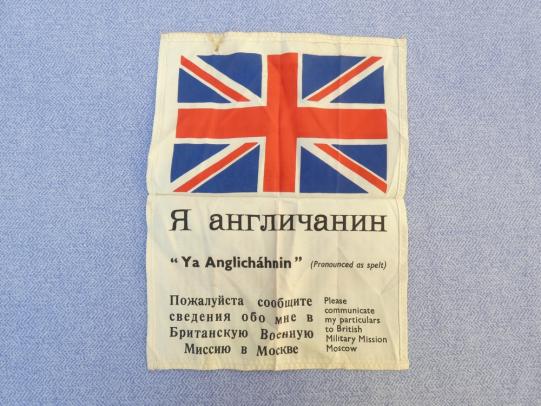 Я англичанин
“Ya Anglicháhnin” (Pronounced as spelt)
Пожалуйста сообщите
сведения обо мне в
Британскую Военную
Миссию в Москве
Please
communicate
my particulars
to British
Military Mission
Moscow